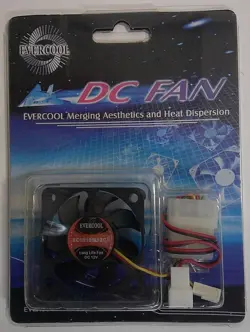 EVERCOOL
DC FAN
EVERCOOL Merging Aesthetics and Heat Dispersion
EVERCOOL
Long Life Fan
DC 12V